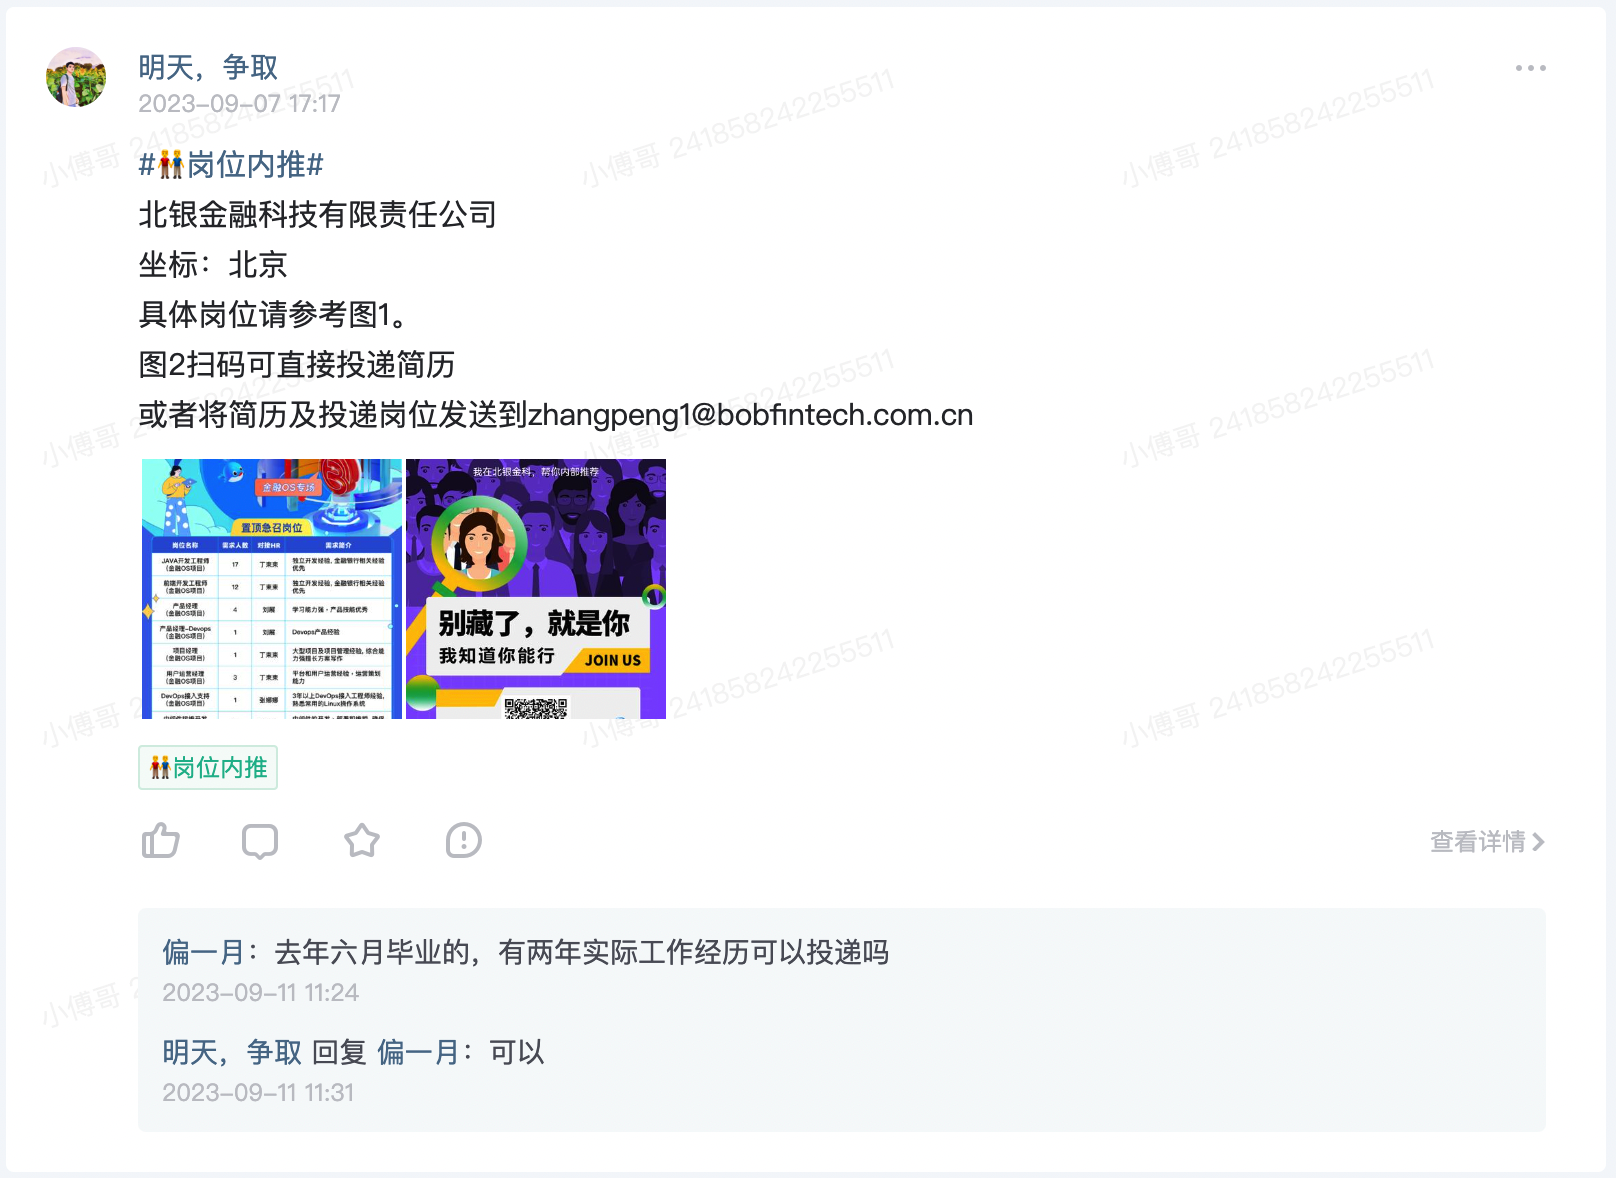 明天，争取
2023-09-07 17:17
#👬岗位内推#
北银金融科技有限责任公司
坐标：北京
具体岗位请参考图1。
图2扫码可直接投递简历
或者将简历及投递岗位发送到zhangpeng1@bobfintech.com.cn
金融OS专场
置顶急召岗位
岗位名称 需求人数 对接HR 需求简介
JAVA开发工程师（金融OS项目） 17 丁束束 独立开发经验, 金融银行相关经验优先
前端开发工程师（金融OS项目） 12 丁束束 独立开发经验, 金融银行相关经验优先
产品经理（金融OS项目） 4 刘展 学习能力强·产品技能优秀
产品经理-Devops（金融OS项目） 1 刘展 Devops产品经验
项目经理（金融OS项目） 1 丁束束 大型项目及项目管理经验, 综合能力强擅长方案写作
用户运营经理（金融OS项目） 3 丁束束 平台和用户运营经验·运营策划能力
DevOps接入支持（金融OS项目） 1 张娜娜 3年以上DevOps接入工程师经验, 熟悉常用的Linux操作系统
我在北银金科，帮你内部推荐
别藏了，就是你
我知道你能行
JOIN US
👬岗位内推
查看详情
偏一月：去年六月毕业的，有两年实际工作经历可以投递吗
2023-09-11 11:24
明天，争取 回复 偏一月：可以
2023-09-11 11:31
小傅哥 241858242255511